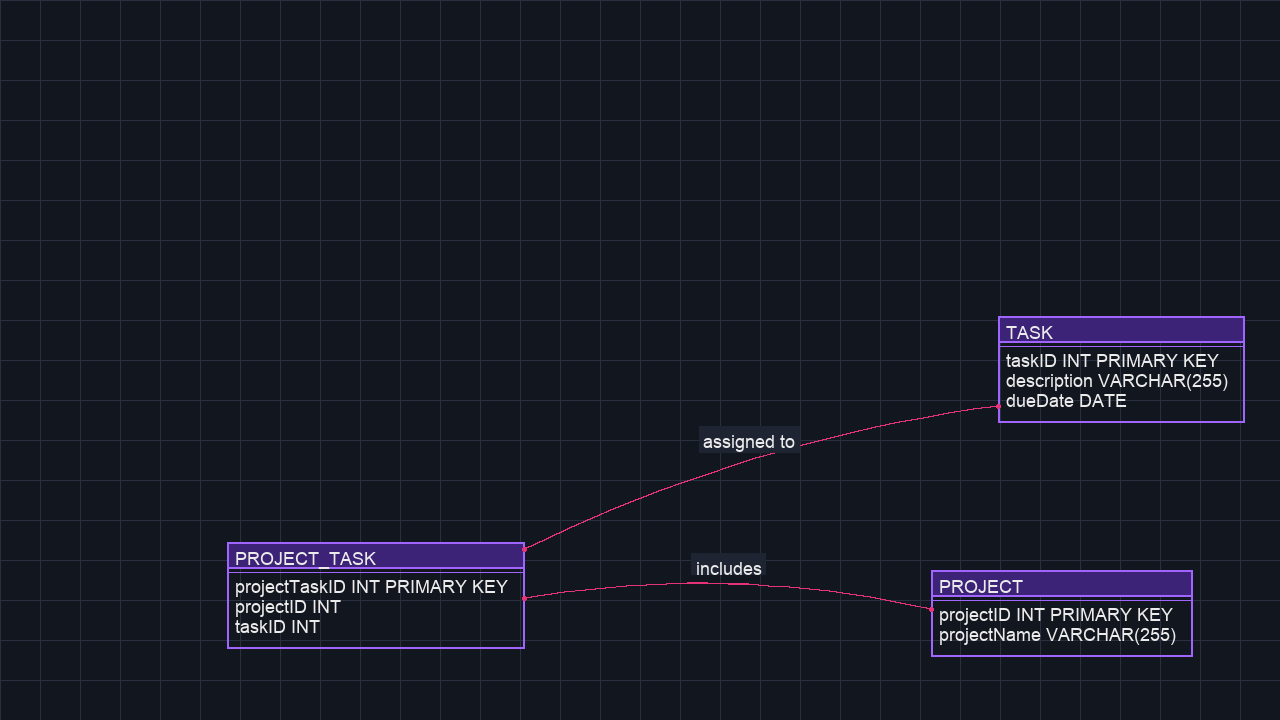 TASK
taskID INT PRIMARY KEY
description VARCHAR(255)
dueDate DATE
assigned to
PROJECT_TASK
projectTaskID INT PRIMARY KEY
projectID INT
taskID INT
includes
PROJECT
projectID INT PRIMARY KEY
projectName VARCHAR(255)